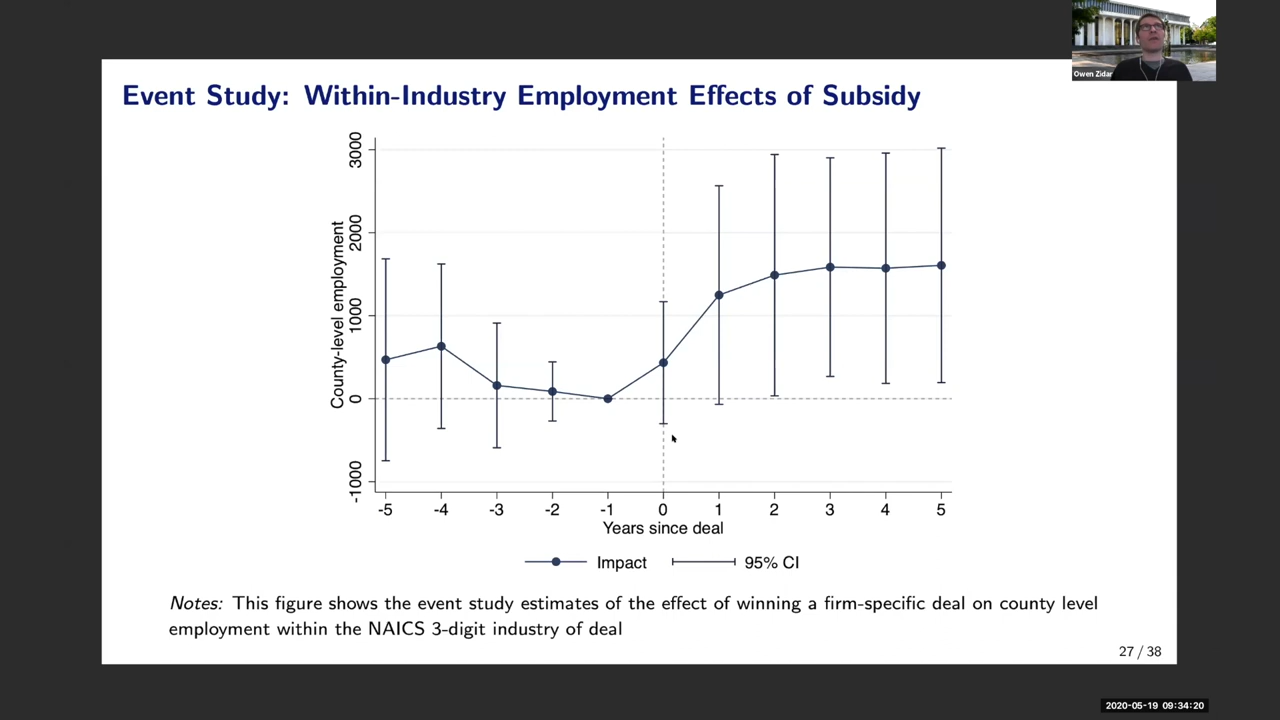 Owen Zidar
Event Study: Within-Industry Employment Effects of Subsidy
County-level employment
3000
2000
1000
0
-1000
-5 -4 -3 -2 -1 0 1 2 3 4 5
Years since deal
Impact 95% CI
Notes: This figure shows the event study estimates of the effect of winning a firm-specific deal on county level
employment within the NAICS 3-digit industry of deal
27 / 38
2020-05-19 09:34:20